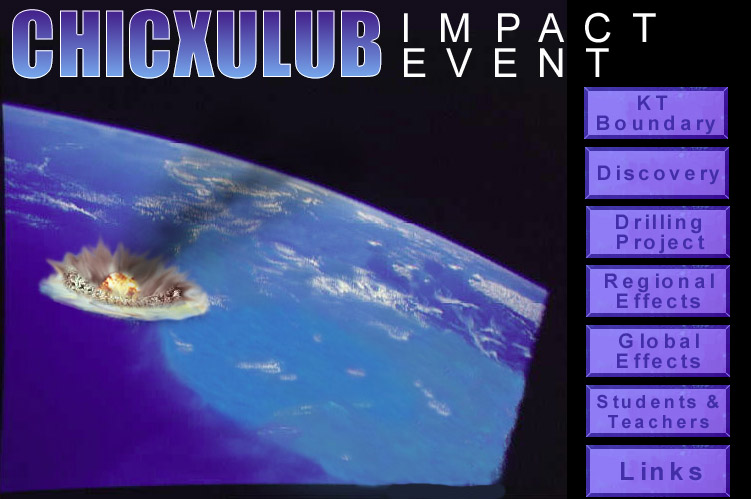 CHICXULUB IMPACT
EVENT
KT
Boundary
Discovery
Drilling
Project
Regional
Effects
Global
Effects
Students &
Teachers
Links